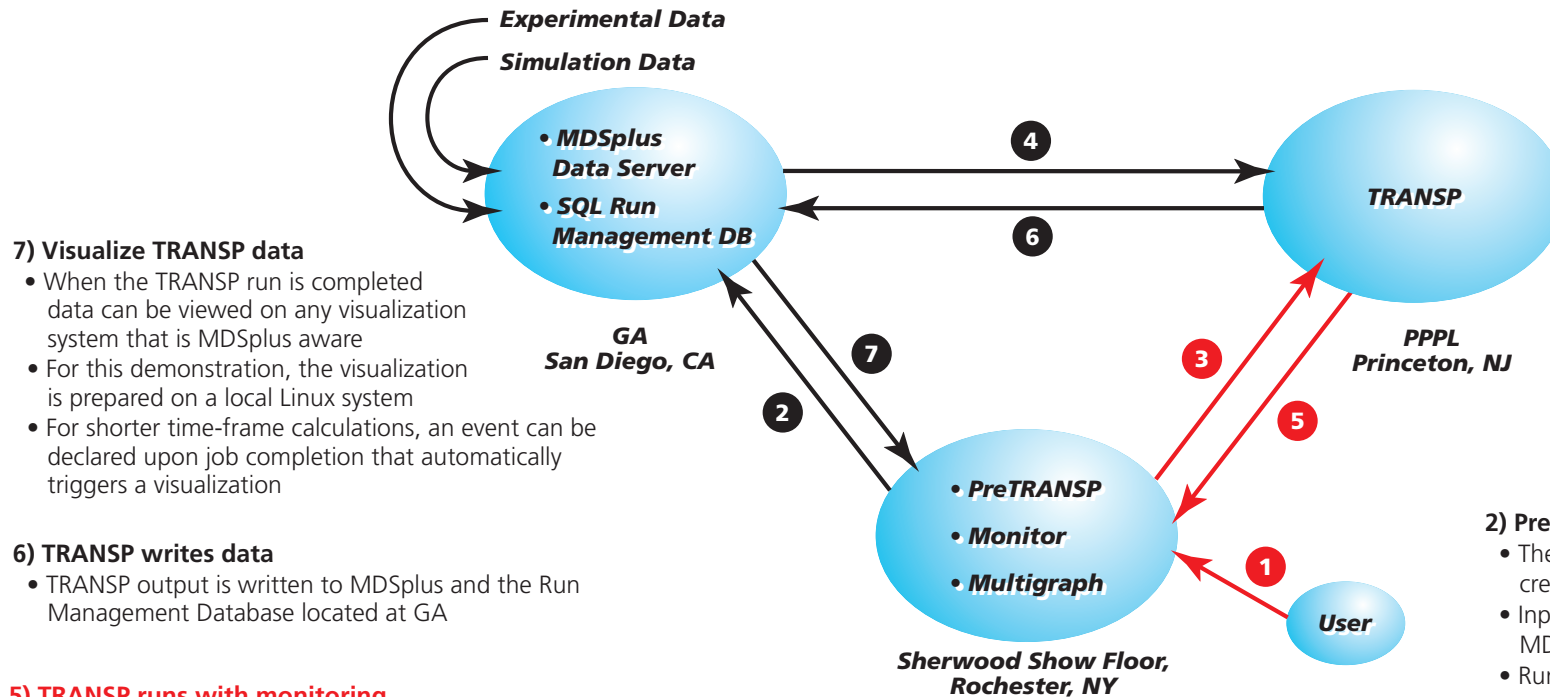 Experimental Data
Simulation Data
• MDSplus
Data Server
• SQL Run
Management DB
4
TRANSP
6
7) Visualize TRANSP data
• When the TRANSP run is completed
data can be viewed on any visualization
system that is MDSplus aware
• For this demonstration, the visualization
is prepared on a local Linux system
• For shorter time-frame calculations, an event can be
declared upon job completion that automatically
triggers a visualization
GA
San Diego, CA
7
2
3
5
PPPL
Princeton, NJ
• PreTRANSP
• Monitor
• Multigraph
1
User
Sherwood Show Floor,
Rochester, NY
6) TRANSP writes data
• TRANSP output is written to MDSplus and the Run
Management Database located at GA
5) TRANSP runs with monitoring
2) Pre
• The
cre
• Inp
MD
• Run